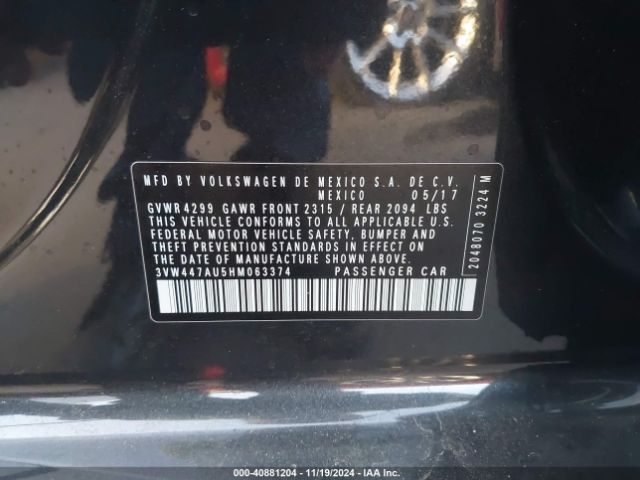 MFD BY VOLKSWAGEN DE MEXICO S.A. DE C.V.
MEXICO 05/17
GVWR 4299 GAWR FRONT 2315 / REAR 2094 LBS
THIS VEHICLE CONFORMS TO ALL APPLICABLE U.S.
FEDERAL MOTOR VEHICLE SAFETY, BUMPER AND
THEFT PREVENTION STANDARDS IN EFFECT ON
THE DATE OF MANUFACTURE SHOWN ABOVE.
3VW447AU5HM063374 PASSENGER CAR
2048070 3224 M
000-40881204 - 11/19/2024 - IAA Inc.